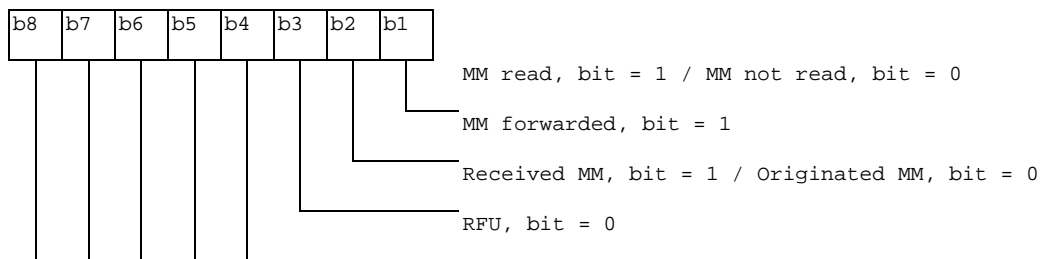 b8 b7 b6 b5 b4 b3 b2 b1
MM read, bit = 1 / MM not read, bit = 0
MM forwarded, bit = 1
Received MM, bit = 1 / Originated MM, bit = 0
RFU, bit = 0